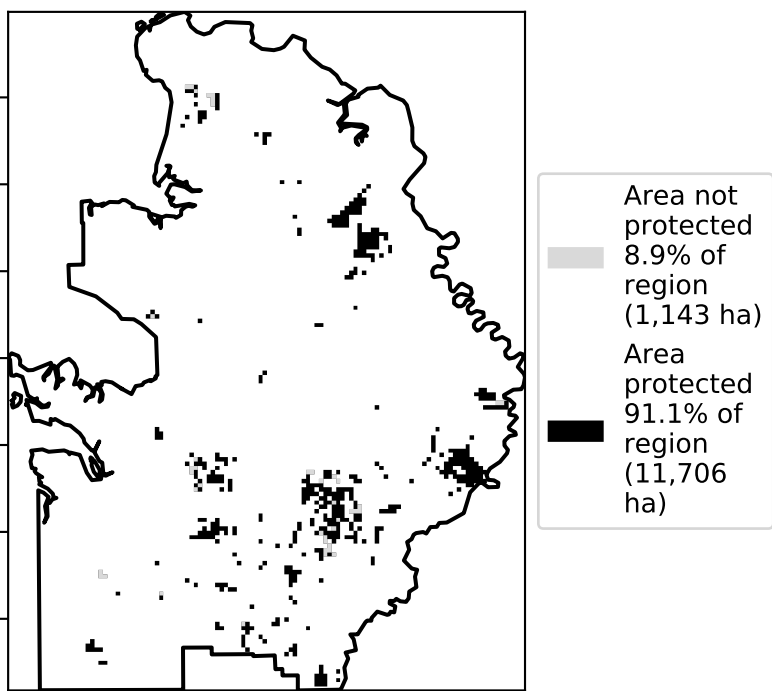 Area not
protected
8.9% of
region
(1,143 ha)
Area
protected
91.1% of
region
(11,706
ha)